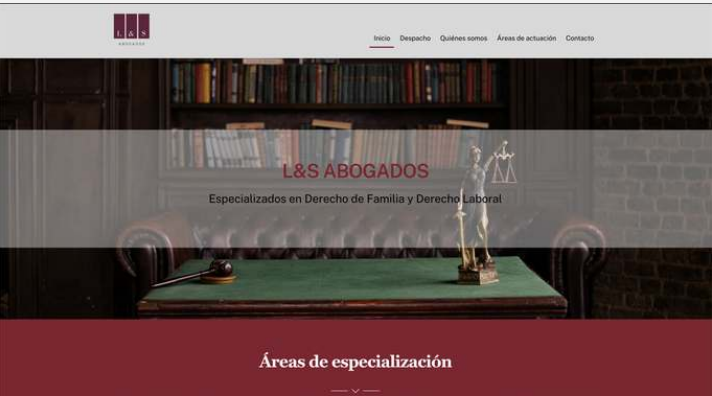 L & S
ABOGADOS
Inicio Despacho Quiénes somos Áreas de actuación Contacto
L&S ABOGADOS
Especializados en Derecho de Familia y Derecho Laboral
Áreas de especialización